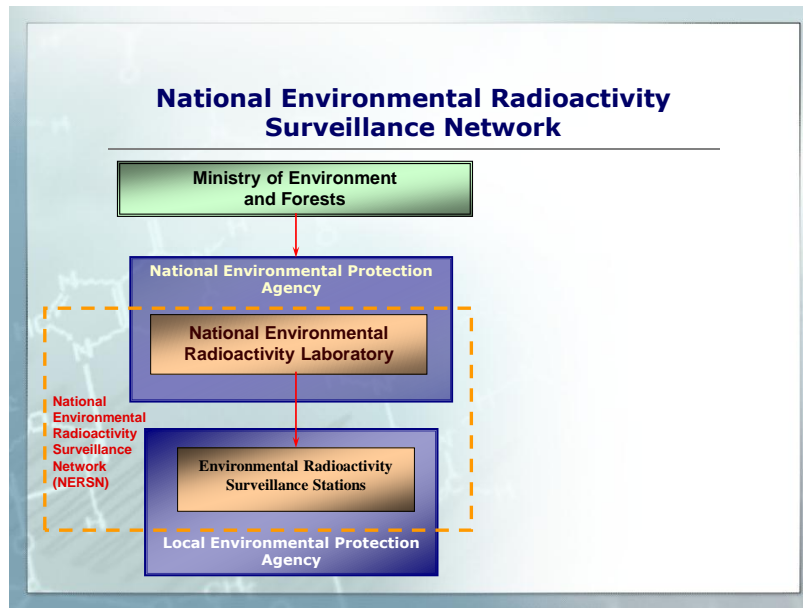 National Environmental Radioactivity
Surveillance Network
Ministry of Environment
and Forests
National Environmental Protection
Agency
National Environmental
Radioactivity Laboratory
National
Environmental
Radioactivity
Surveillance
Network
(NERSN)
Environmental Radioactivity
Surveillance Stations
Local Environmental Protection
Agency